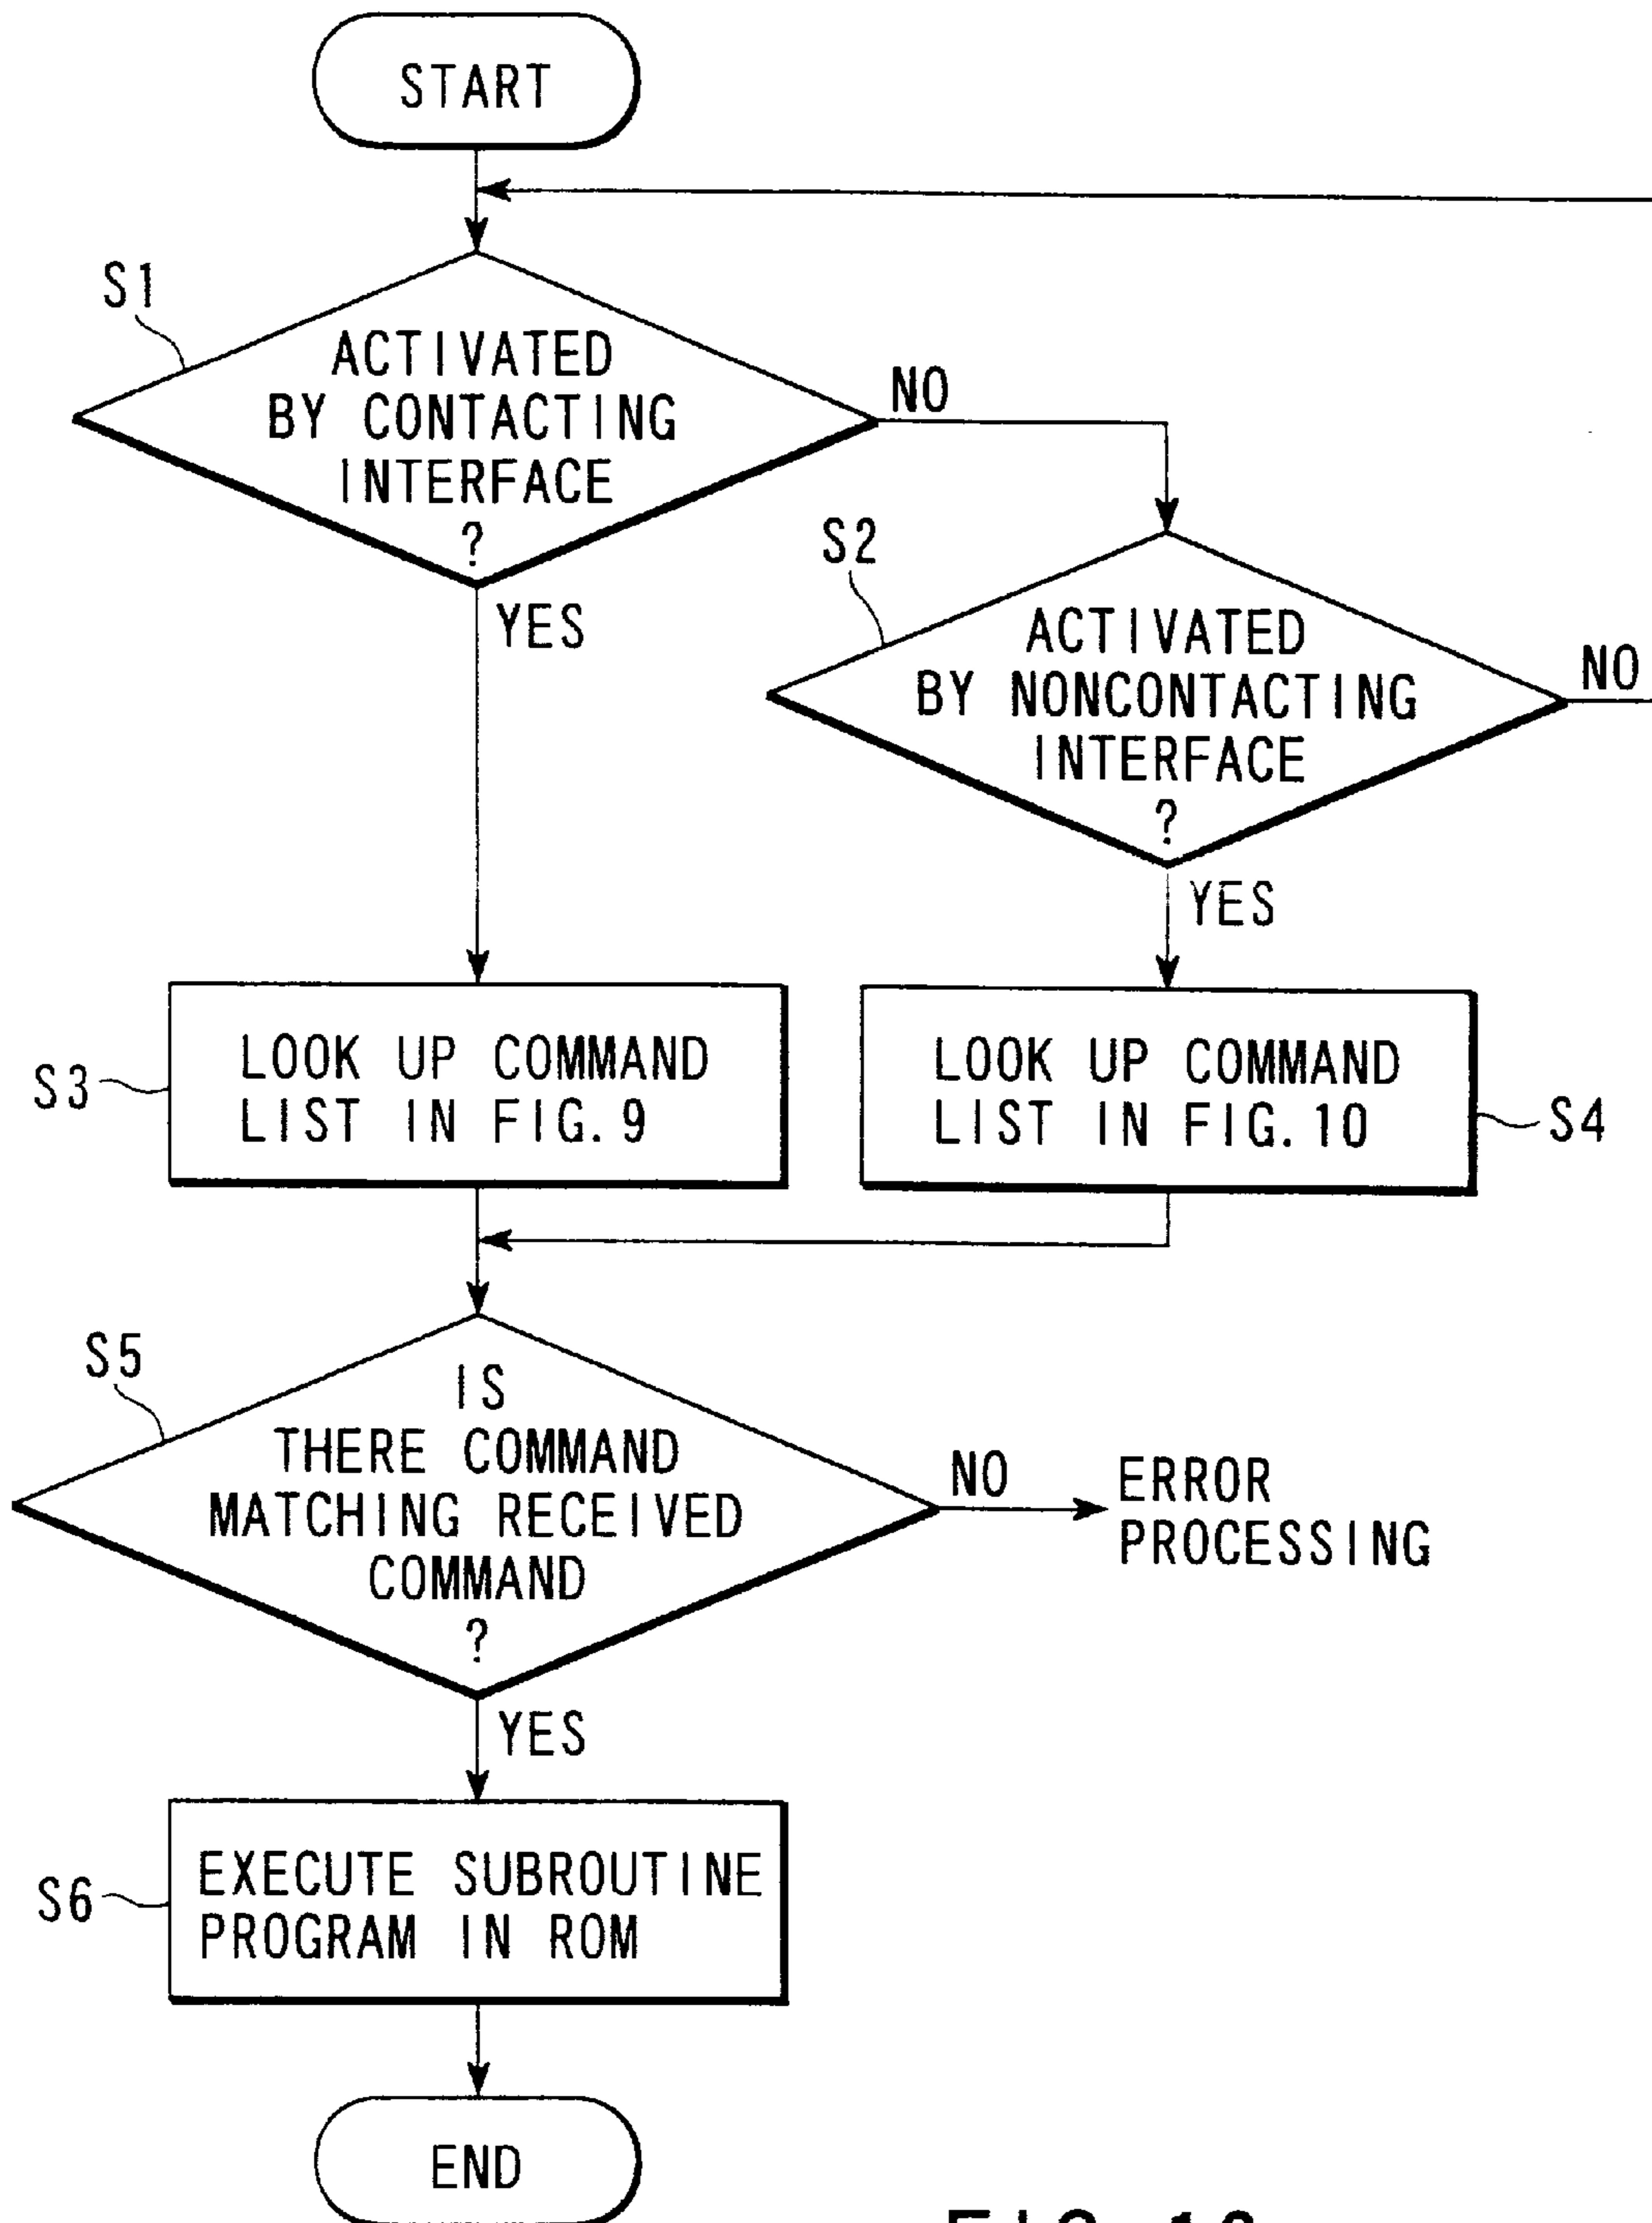 START
S1
ACTIVATED
BY CONTACTING
INTERFACE
?
NO
YES
S2
ACTIVATED
BY NONCONTACTING
INTERFACE
?
NO
YES
S3
LOOK UP COMMAND
LIST IN FIG. 9
LOOK UP COMMAND
LIST IN FIG. 10
S4
S5
IS
THERE COMMAND
MATCHING RECEIVED
COMMAND
?
NO
ERROR
PROCESSING
YES
S6
EXECUTE SUBROUTINE
PROGRAM IN ROM
END